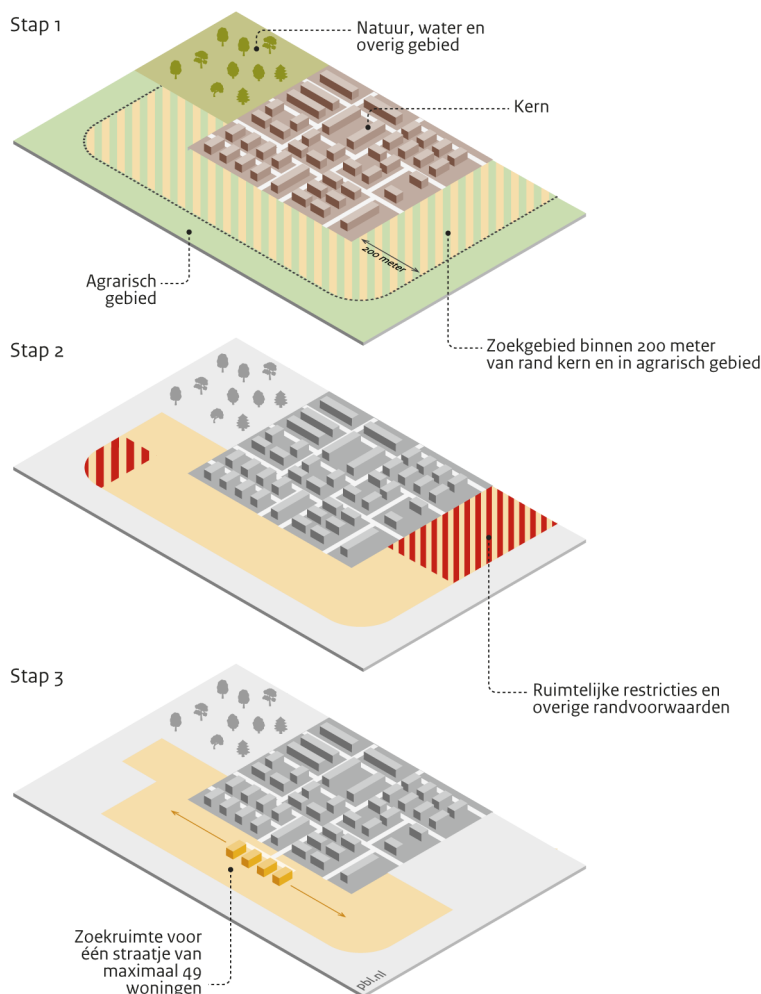 Stap 1
Natuur, water en
overig gebied
Kern
200 meter
Agrarisch
gebied
Zoekgebied binnen 200 meter
van rand kern en in agrarisch gebied
Stap 2
Ruimtelijke restricties en
overige randvoorwaarden
Stap 3
Zoekruimte voor
één straatje van
maximaal 49
woningen
pbl.nl